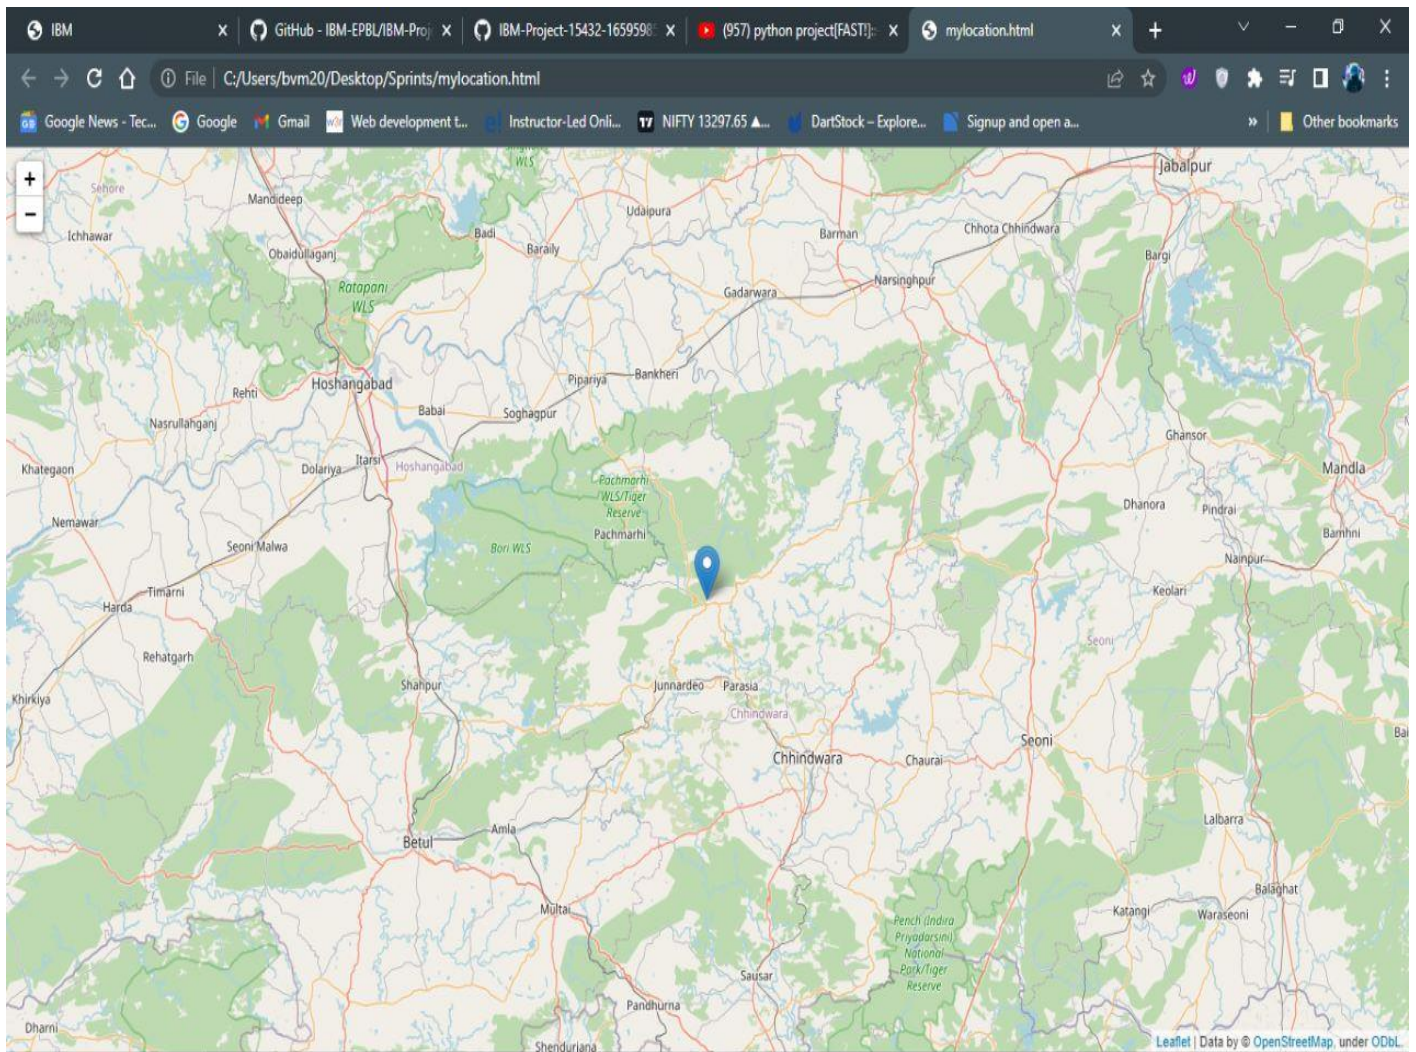 IBM
GitHub - IBM-EPBL/IBM-Proj
IBM-Project-15432-1659598
(957) python project[FAST!]::
mylocation.html
File
C:/Users/bvm20/Desktop/Sprints/mylocation.html
Google News - Tec...
Google
Gmail
Web development t...
Instructor-Led Onli...
NIFTY 13297.65 ▲...
DartStock – Explore...
Signup and open a...
»
Other bookmarks
+
−
WLS
Jabalpur
Sehore
Mandideep
Udaipura
Ichhawar
Badi
Barman
Chhota Chhindwara
Obaidullaganj
Baraily
Bargi
Ratapani
WLS
Gadarwara
Narsinghpur
Hoshangabad
Pipariya
Bankheri
Rehti
Babai
Soghagpur
Nasrullahganj
Ghansor
Khategaon
Dolariya
Itarsi
Hoshangabad
Mandla
Pachmarhi
WLS/Tiger
Reserve
Dhanora
Pindrai
Nemawar
Pachmarhi
Bamhni
Seoni Malwa
Bori WLS
Nainpur
Timarni
Keolari
Harda
Seoni
Rehatgarh
Shahpur
Junnardeo
Parasia
Khirkiya
Chhindwara
Bai
Seoni
Chhindwara
Chaurai
Lalbarra
Betul
Amla
Balaghat
Multai
Katangi
Waraseoni
Pench (Indira
Priyadarsini)
National
Park/Tiger
Reserve
Sausar
Pandhurna
Dharni
Shendurjana
Leaflet | Data by © OpenStreetMap, under ODbL.